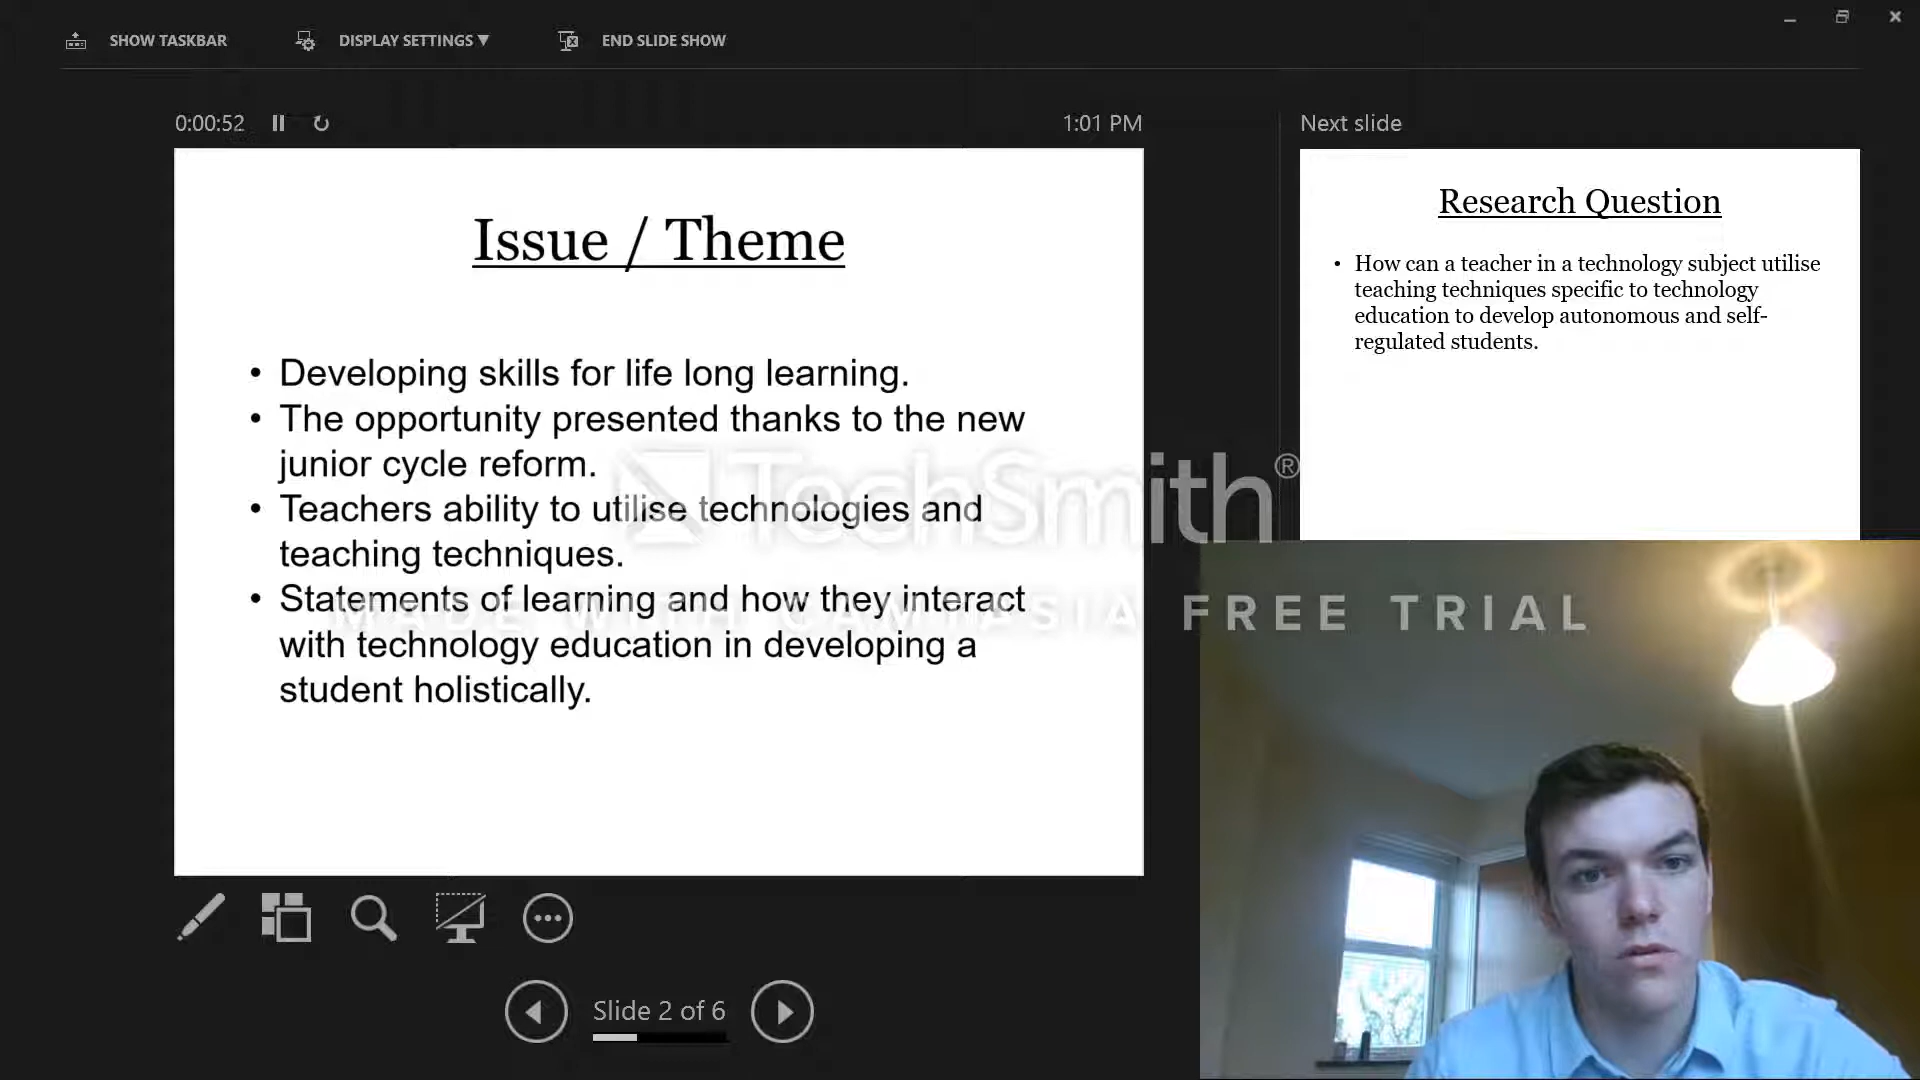 SHOW TASKBAR
DISPLAY SETTINGS ▼
END SLIDE SHOW
0:00:52
1:01 PM
Next slide
Issue / Theme
• Developing skills for life long learning.
• The opportunity presented thanks to the new
junior cycle reform.
• Teachers ability to utilise technologies and
teaching techniques.
• Statements of learning and how they interact
with technology education in developing a
student holistically.
Research Question
• How can a teacher in a technology subject utilise
teaching techniques specific to technology
education to develop autonomous and self-
regulated students.
TechSmith®
MADE WITH CAMTASIA FREE TRIAL
Slide 2 of 6